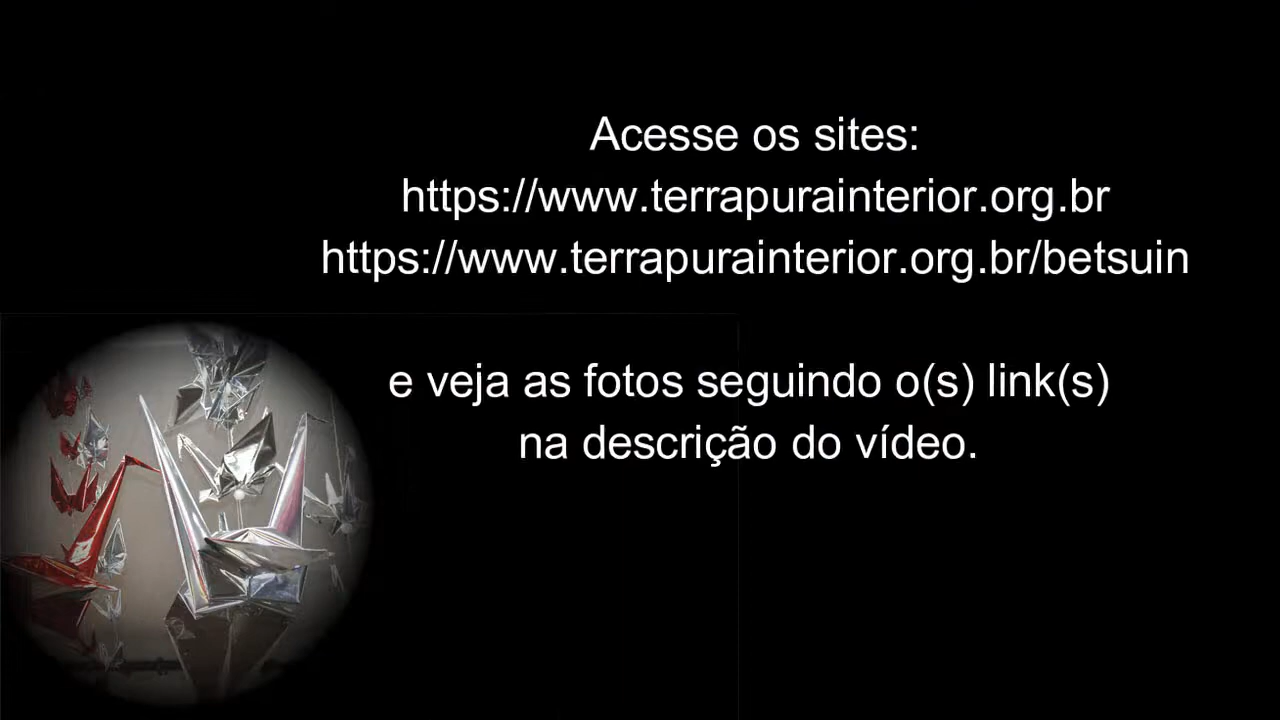 Acesse os sites:
https://www.terrapurainterior.org.br
https://www.terrapurainterior.org.br/betsuin
e veja as fotos seguindo o(s) link(s)
na descrição do vídeo.